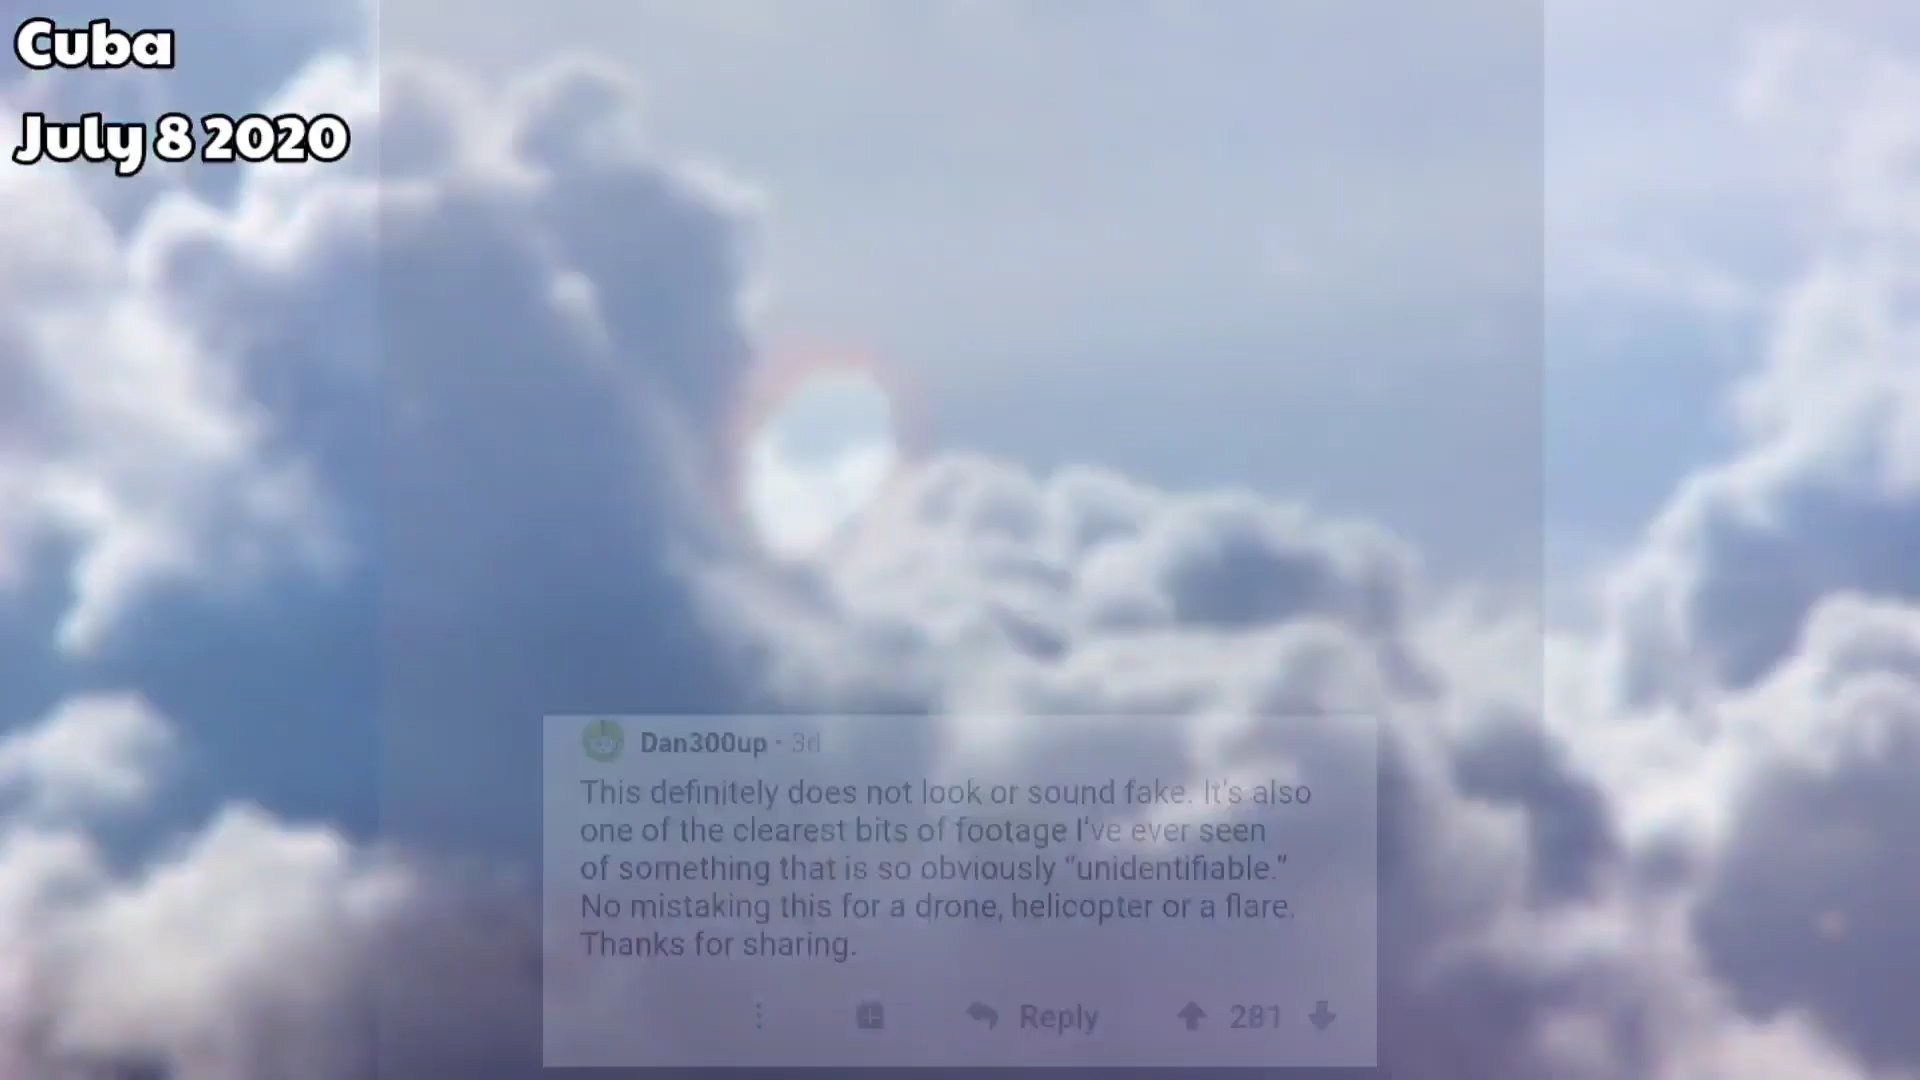 Cuba
July 8 2020
Dan300up · 3d
This definitely does not look or sound fake. It's also
one of the clearest bits of footage I've ever seen
of something that is so obviously “unidentifiable.”
No mistaking this for a drone, helicopter or a flare.
Thanks for sharing.
Reply 281